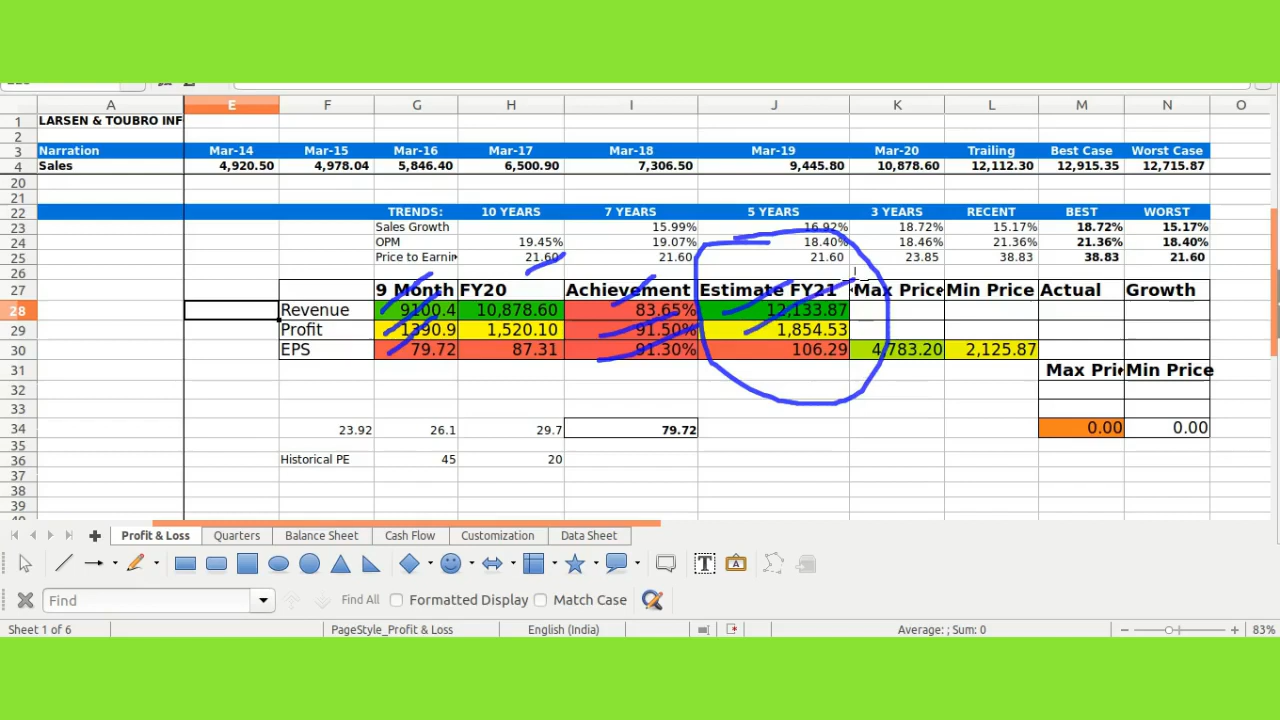 A E F G H I J K L M N O
1 LARSEN & TOUBRO INF
2
3 Narration Mar-14 Mar-15 Mar-16 Mar-17 Mar-18 Mar-19 Mar-20 Trailing Best Case Worst Case
4 Sales 4,920.50 4,978.04 5,846.40 6,500.90 7,306.50 9,445.80 10,878.60 12,112.30 12,915.35 12,715.87
20
21
22 TRENDS: 10 YEARS 7 YEARS 5 YEARS 3 YEARS RECENT BEST WORST
23 Sales Growth 15.99% 16.92% 18.72% 15.17% 18.72% 15.17%
24 OPM 19.45% 19.07% 18.40% 18.46% 21.36% 21.36% 18.40%
25 Price to Earnin 21.60 21.60 21.60 23.85 38.83 38.83 21.60
26
27 9 Month FY20 Achievement Estimate FY21 Max Price Min Price Actual Growth
28 Revenue 9100.4 10,878.60 83.65% 12,133.87
29 Profit 1390.9 1,520.10 91.50% 1,854.53
30 EPS 79.72 87.31 91.30% 106.29 4,783.20 2,125.87
31 Max Pri Min Price
32
33
34 23.92 26.1 29.7 79.72 0.00 0.00
35
36 Historical PE 45 20
37
38
39
Profit & Loss Quarters Balance Sheet Cash Flow Customization Data Sheet
Find Find All Formatted Display Match Case
Sheet 1 of 6 PageStyle_Profit & Loss English (India) Average: ; Sum: 0 83%